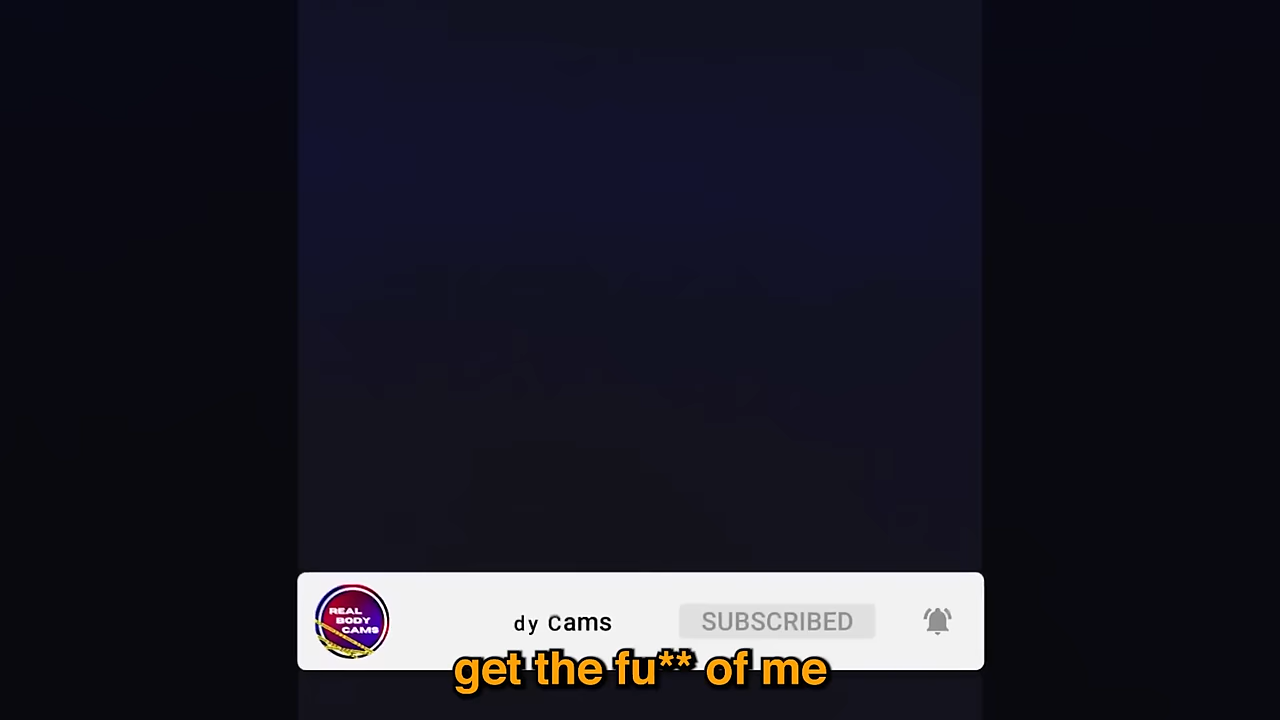 REAL
BODY
CAMS
dy Cams
SUBSCRIBED
get the fu** of me